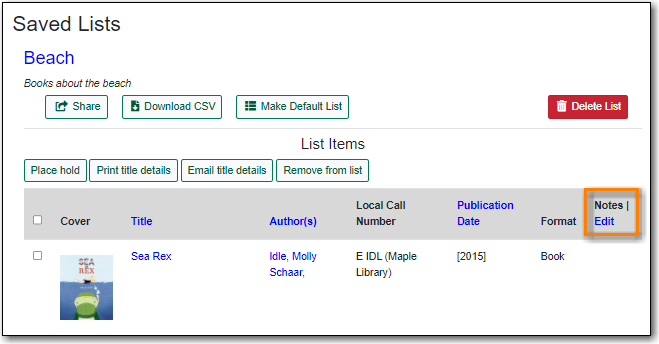 Saved Lists
Beach
Books about the beach
Share Download CSV Make Default List Delete List
List Items
Place hold Print title details Email title details Remove from list
Cover Title Author(s) Local Call Number Publication Date Format Notes | Edit
SEA REX Sea Rex Idle, Molly Schaar, E IDL (Maple Library) [2015] Book